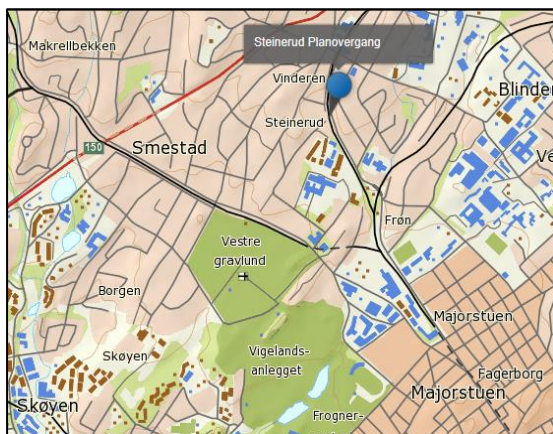 Steinerud Planovergang
Makrellbekken
Vinderen
Blinder
Steinerud
150
Smestad
Ve
Frøn
Vestre
gravlund
Borgen
Majorstuen
Skøyen
Vigelands-
anlegget
Fagerborg
Skøyen
Frogner-
Majorstuen